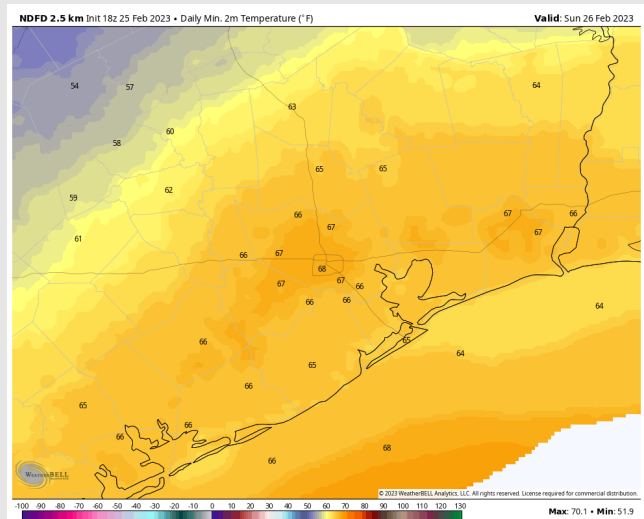 NDFD 2.5 km Init 18z 25 Feb 2023 • Daily Min. 2m Temperature (°F) Valid: Sun 26 Feb 2023
54 57 64
63
60
58
65 65
62
59
66 67 66
67 67
61
66 67
68
67 67 66
66 66
64
66 65
64
65
66
65
66
66
68
66
WeatherBELL
© 2023 WeatherBELL Analytics, LLC. All rights reserved. License required for commercial distribution.
-100 -90 -80 -70 -60 -50 -40 -30 -20 -10 0 10 20 30 40 50 60 70 80 90 100 110 120 130
Max: 70.1 • Min: 51.9